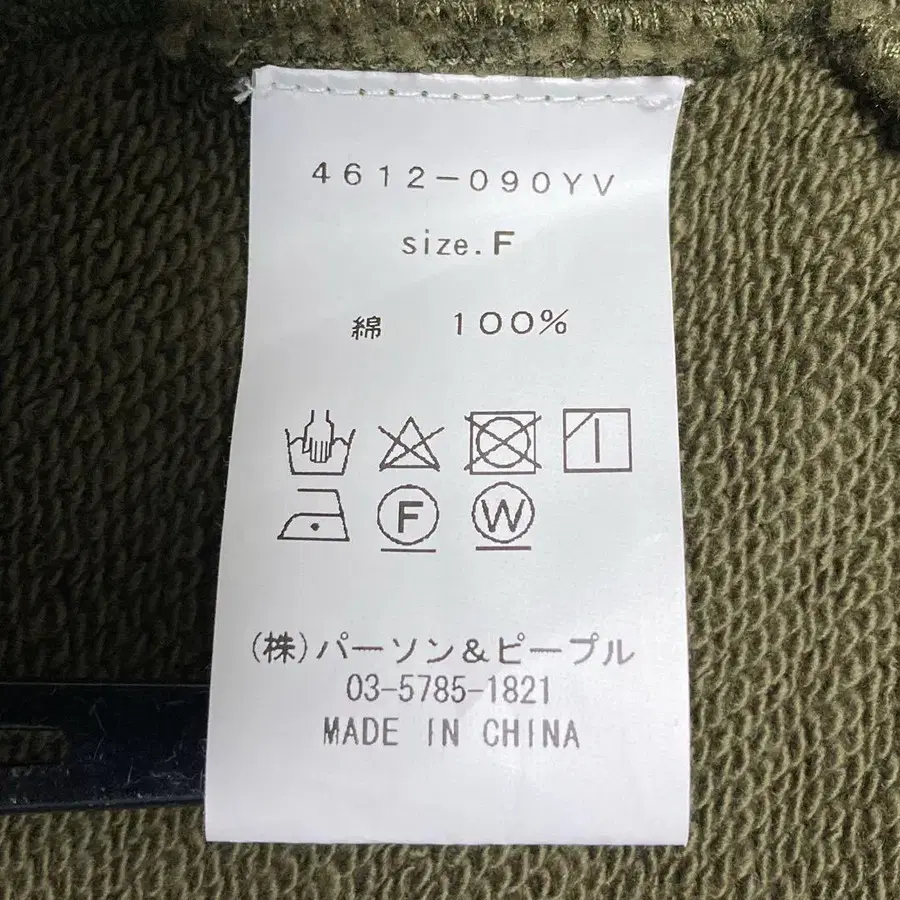 4612-090YV
size.F
綿 100%
F W
(株)パーソン&ピープル
03-5785-1821
MADE IN CHINA